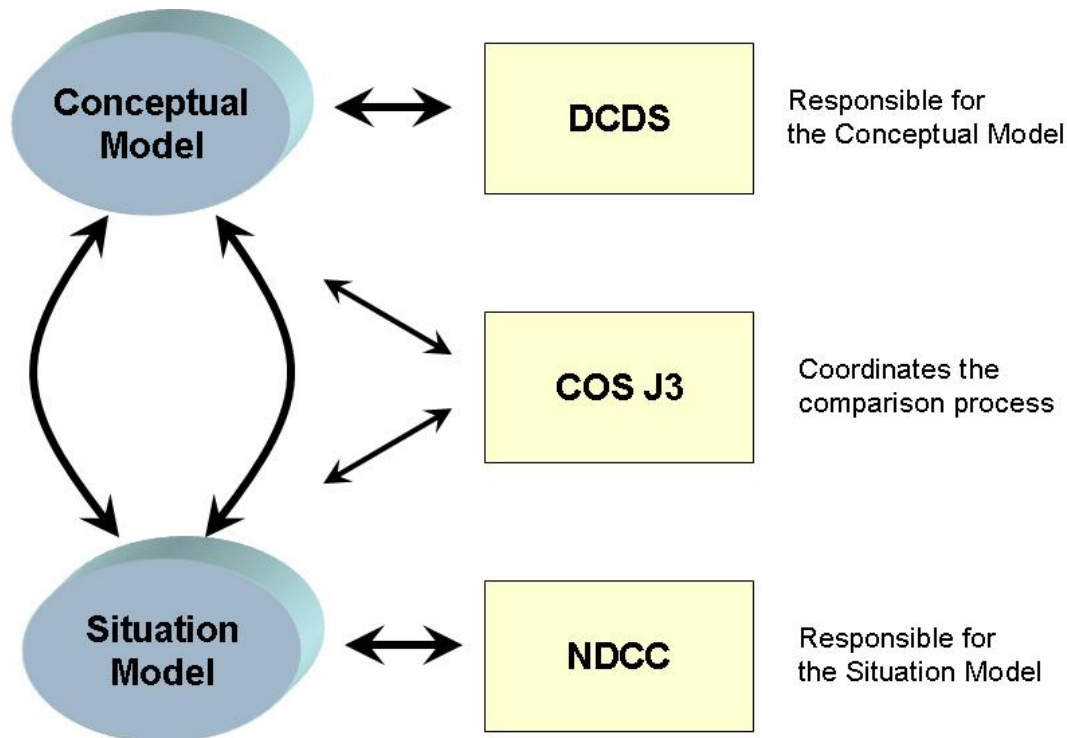 Conceptual
Model
DCDS
Responsible for
the Conceptual Model
COS J3
Coordinates the
comparison process
Situation
Model
NDCC
Responsible for
the Situation Model